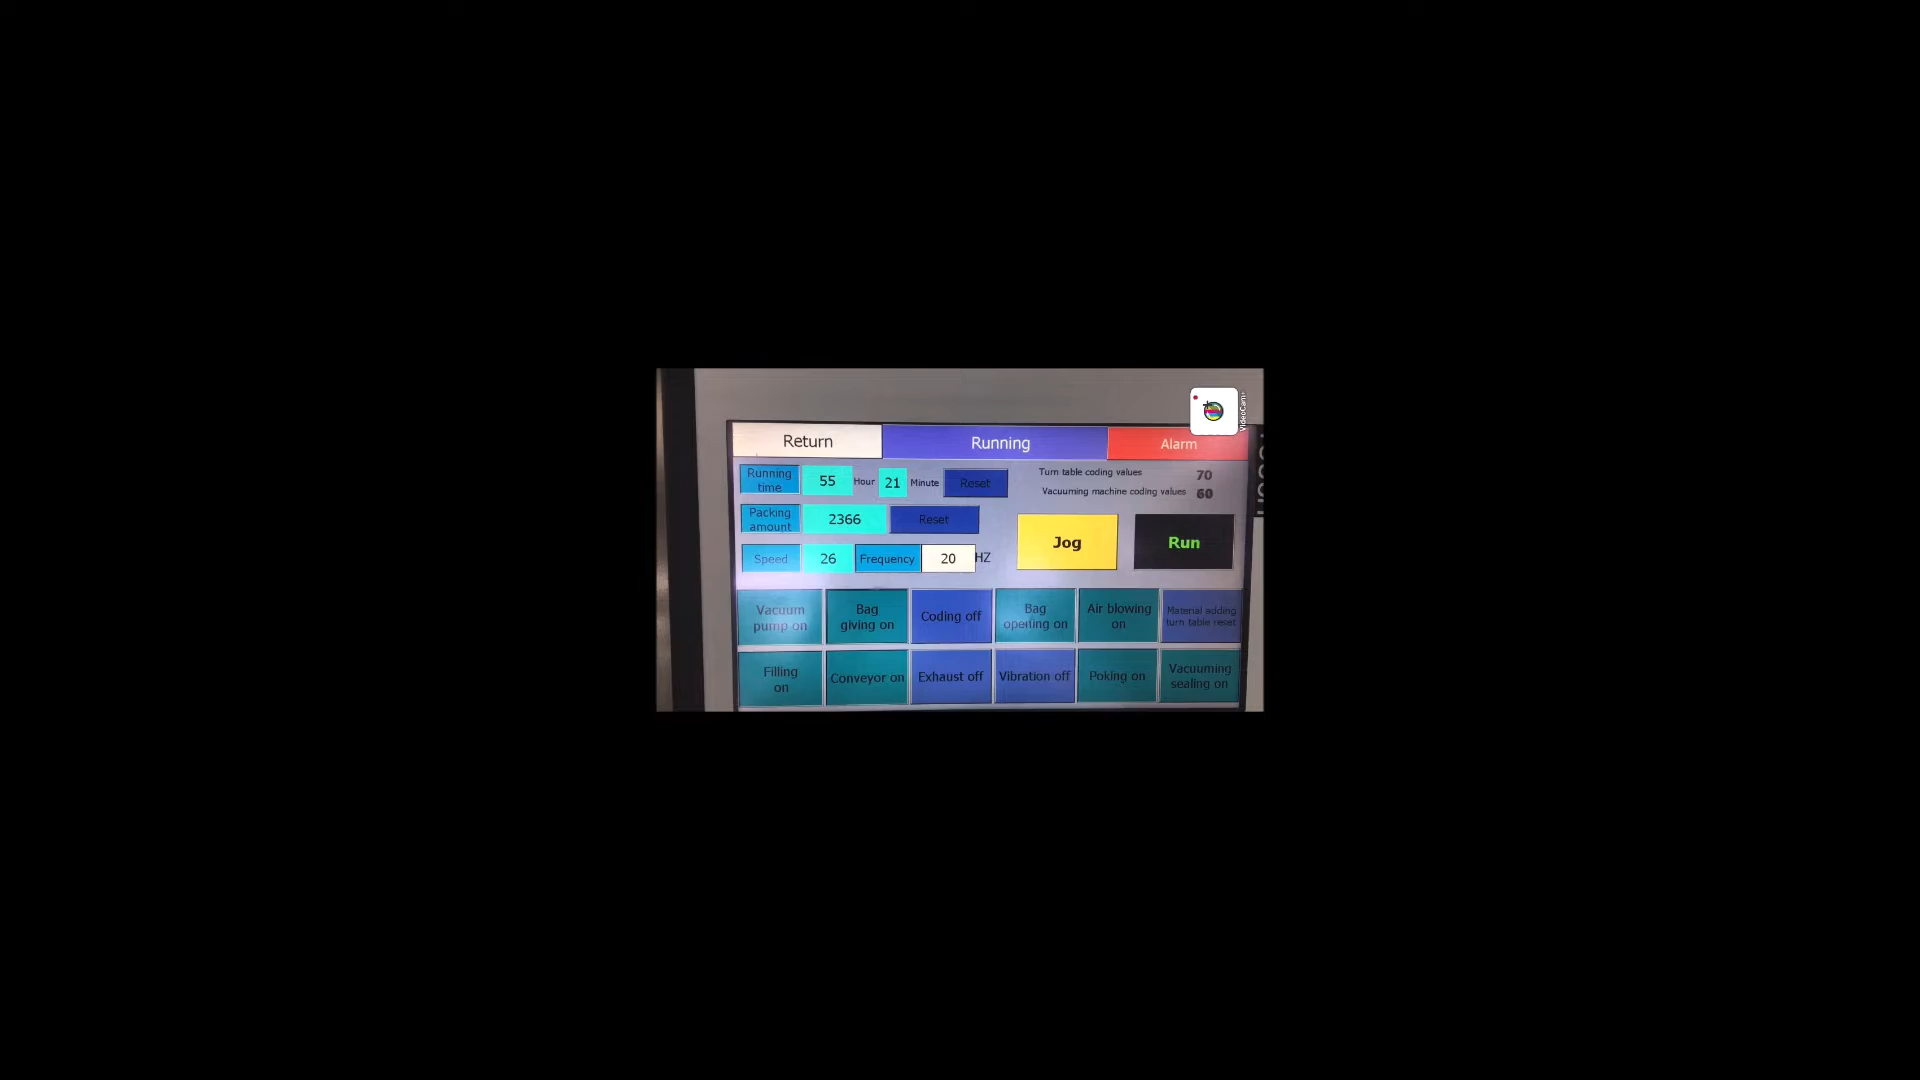 Return
Running
Alarm
Running
time
55
Hour
21
Minute
Reset
Turn table coding values
70
Vacuuming machine coding values
60
Packing
amount
2366
Reset
Jog
Run
Speed
26
Frequency
20
HZ
Vacuum
pump on
Bag
giving on
Coding off
Bag
opening on
Air blowing
on
Material adding
turn table reset
Filling
on
Conveyor on
Exhaust off
Vibration off
Poking on
Vacuuming
sealing on
VideoCam+